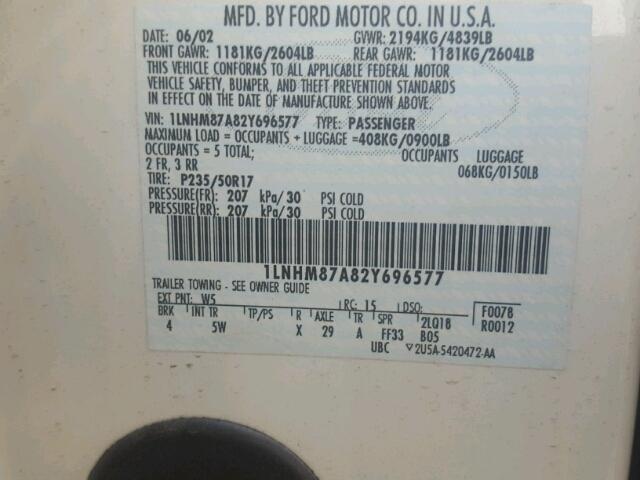 MFD. BY FORD MOTOR CO. IN U.S.A.
DATE: 06/02 GVWR: 2194KG/4839LB
FRONT GAWR: 1181KG/2604LB REAR GAWR: 1181KG/2604LB
THIS VEHICLE CONFORMS TO ALL APPLICABLE FEDERAL MOTOR
VEHICLE SAFETY, BUMPER, AND THEFT PREVENTION STANDARDS
IN EFFECT ON THE DATE OF MANUFACTURE SHOWN ABOVE.
VIN: 1LNHM87A82Y696577 TYPE: PASSENGER
MAXIMUM LOAD = OCCUPANTS + LUGGAGE =408KG/0900LB
OCCUPANTS = 5 TOTAL; OCCUPANTS LUGGAGE
2 FR, 3 RR 068KG/0150LB
TIRE: P235/50R17
PRESSURE(FR): 207 kPa/30 PSI COLD
PRESSURE(RR): 207 kPa/30 PSI COLD
1LNHM87A82Y696577
TRAILER TOWING - SEE OWNER GUIDE
EXT PNT: W5 RC: 15 DSO: F0078
BRK INT TR TP/PS R AXLE TR SPR 2LQ18 R0012
4 5W X 29 A FF33 B05
UBC ▽2U5A-5420472-AA